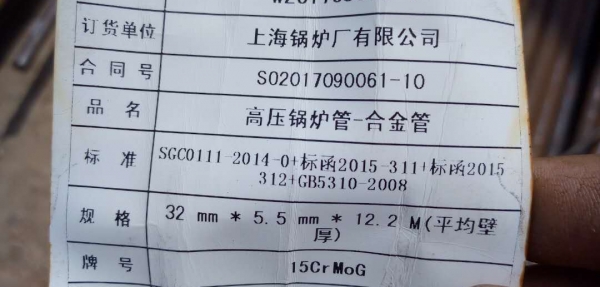 订货单位 上海锅炉厂有限公司
合同号 SO2017090061-10
品名 高压锅炉管-合金管
标准 SGC0111-2014-0+标函2015-311+标函2015
312+GB5310-2008
规格 32 mm * 5.5 mm * 12.2 M(平均壁
厚)
牌号 15CrMoG